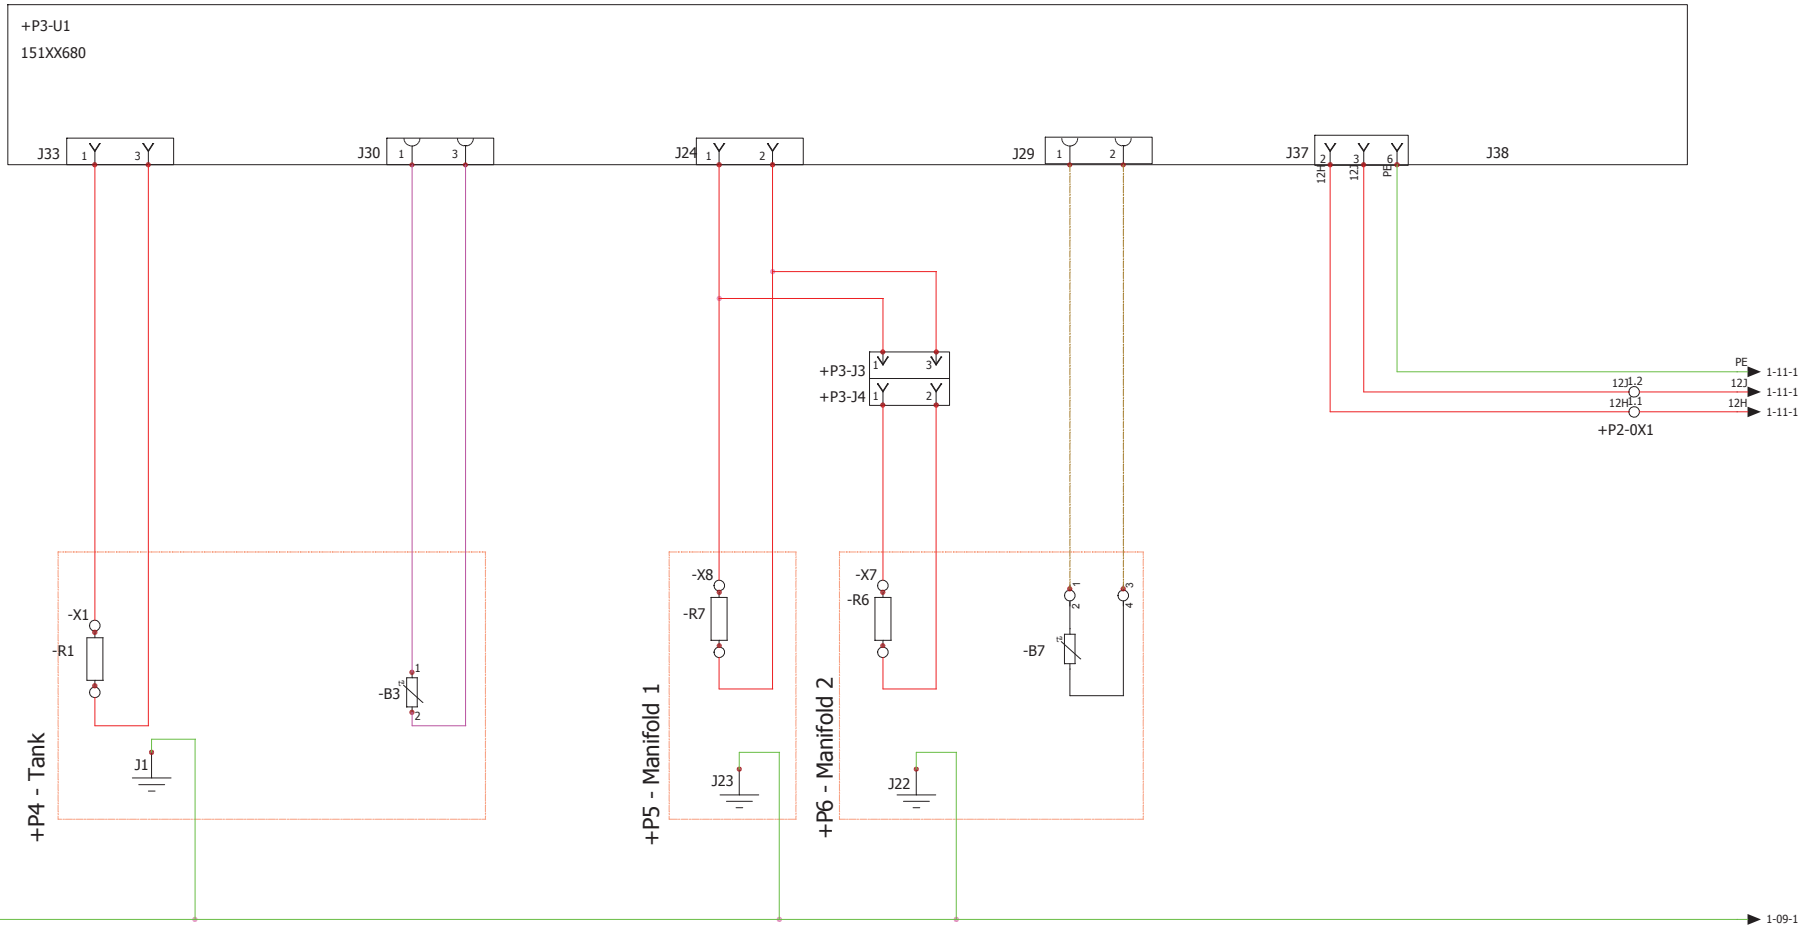 +P3-U1
151XX680
J33 1 3
J30 1 3
J24 1 2
J29 1 2
J37 2 3 6 J38
12H 12J PE
+P3-J3 1 3
+P3-J4 1 2
PE 1-11-1
12J 1.2 12J 1-11-1
12H 1.1 12H 1-11-1
+P2-0X1
-X1
-R1
-B3 1 2
J1
+P4 - Tank
-X8
-R7
J23
+P5 - Manifold 1
-X7
-R6
-B7
1 2 3 4
J22
+P6 - Manifold 2
1-09-1